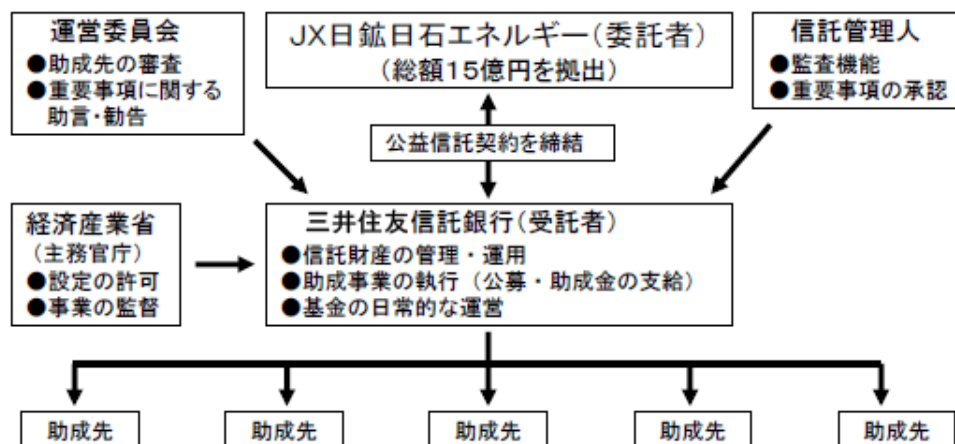 運営委員会
●助成先の審査
●重要事項に関する
助言・勧告
JX日鉱日石エネルギー(委託者)
(総額15億円を拠出)
信託管理人
●監査機能
●重要事項の承認
公益信託契約を締結
経済産業省
(主務官庁)
●設定の許可
●事業の監督
三井住友信託銀行(受託者)
●信託財産の管理・運用
●助成事業の執行(公募・助成金の支給)
●基金の日常的な運営
助成先
助成先
助成先
助成先
助成先